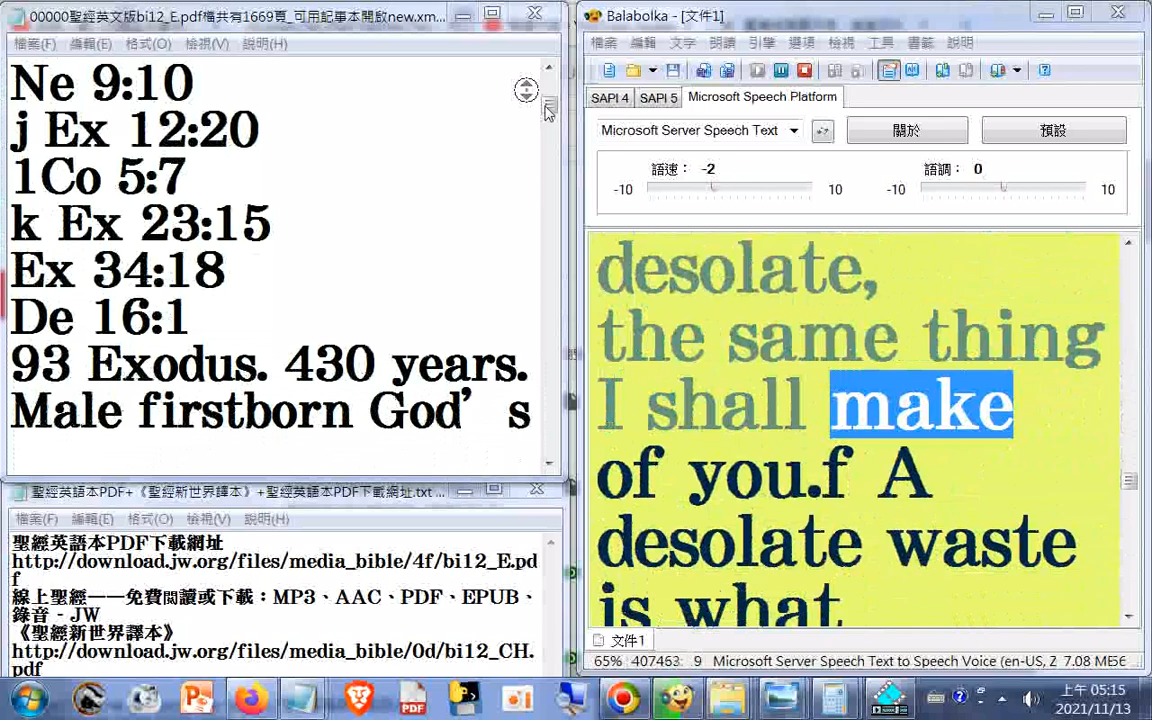 00000聖經英文版bi12_E.pdf檔共有1669頁_可用記事本開啟new.xm...
檔案(F) 編輯(E) 格式(O) 檢視(V) 說明(H)
Ne 9:10
j Ex 12:20
1Co 5:7
k Ex 23:15
Ex 34:18
De 16:1
93 Exodus. 430 years.
Male firstborn God’s
聖經英語本PDF+《聖經新世界譯本》+聖經英語本PDF下載網址.txt ...
檔案(F) 編輯(E) 格式(O) 檢視(V) 說明(H)
聖經英語本PDF下載網址
http://download.jw.org/files/media_bible/4f/bi12_E.pd
f
線上聖經——免費閱讀或下載：MP3、AAC、PDF、EPUB、
錄音 - JW
《聖經新世界譯本》
http://download.jw.org/files/media_bible/0d/bi12_CH.
pdf
Balabolka - [文件1]
檔案 編輯 文字 朗讀 引擎 選項 檢視 工具 書籤 說明
SAPI 4 SAPI 5 Microsoft Speech Platform
Microsoft Server Speech Text 關於 預設
語速： -2 語調： 0
-10 10 -10 10
desolate,
the same thing
I shall make
of you.f A
desolate waste
is what
文件1
65% 407463 9 Microsoft Server Speech Text to Speech Voice (en-US, Z 7.08 ME
PDF
上午 05:15
2021/11/13